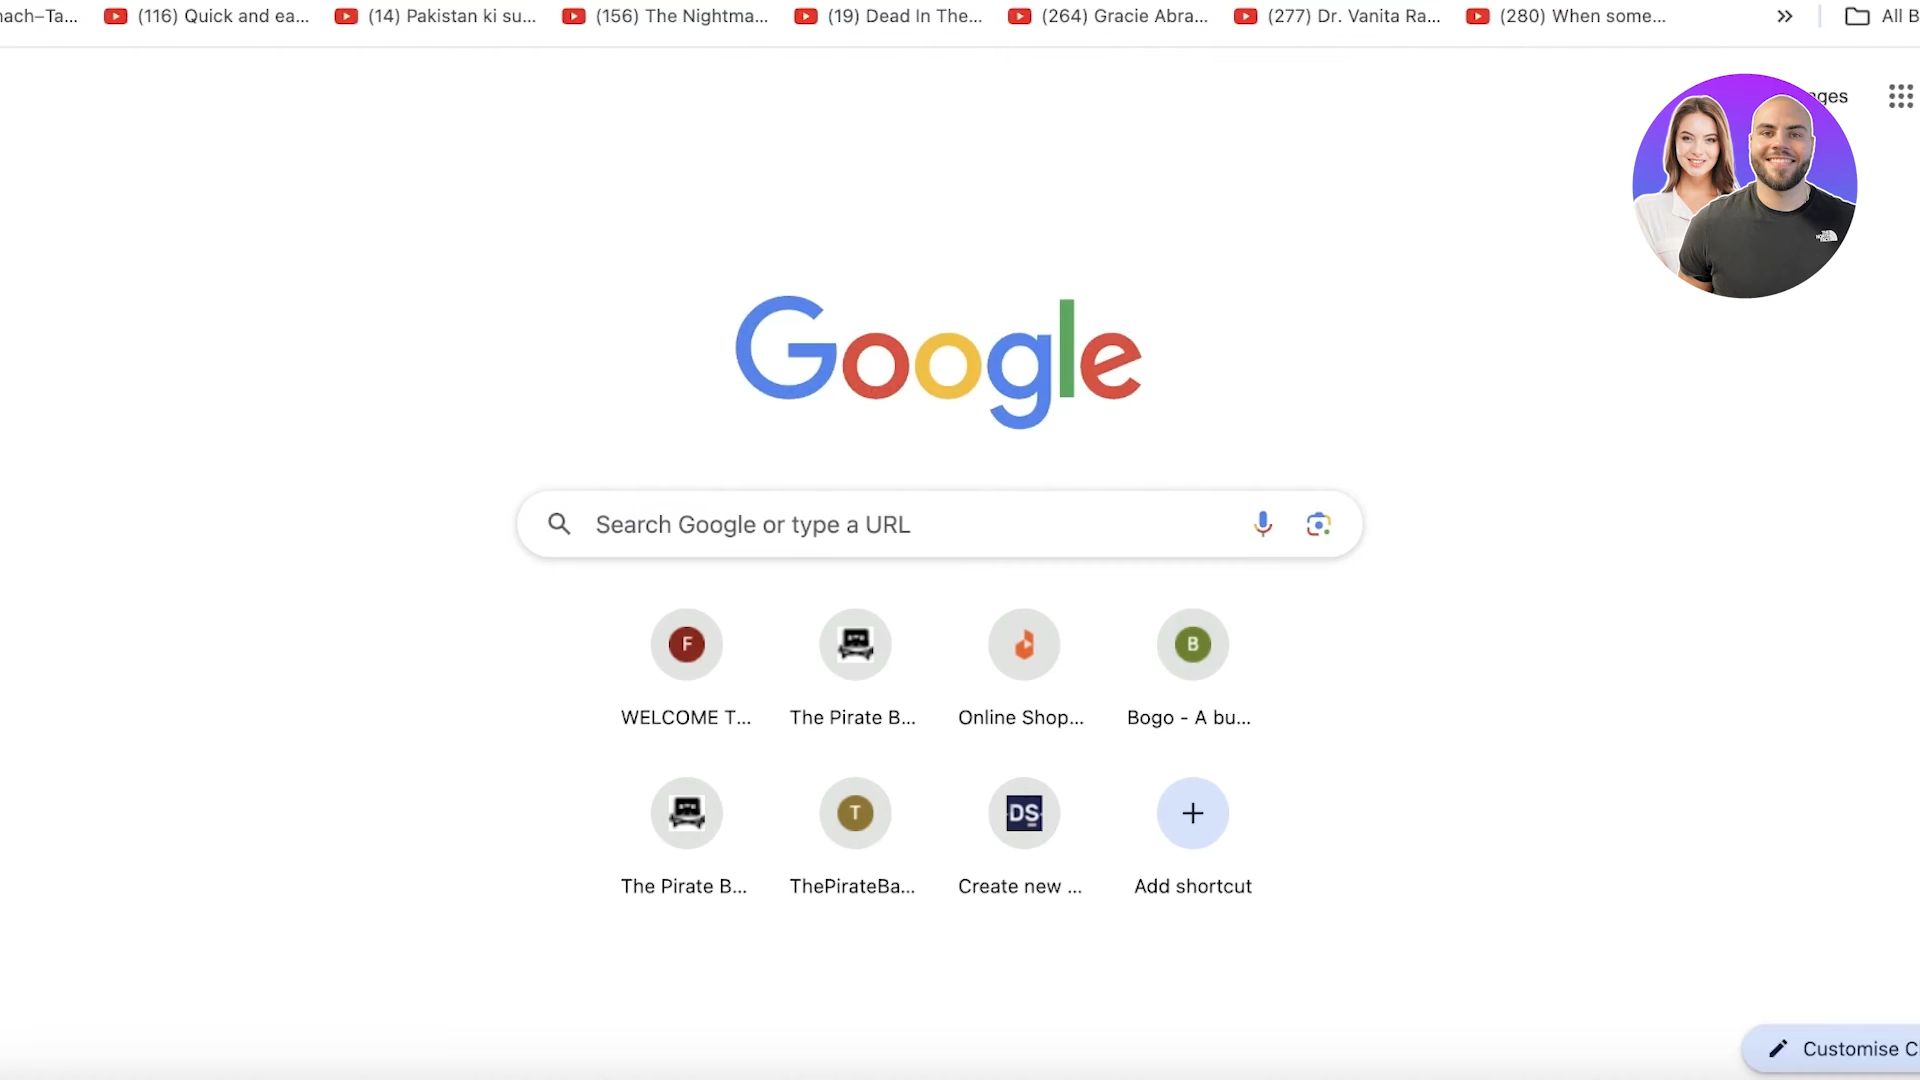 nach-Ta... (116) Quick and ea... (14) Pakistan ki su... (156) The Nightma... (19) Dead In The... (264) Gracie Abra... (277) Dr. Vanita Ra... (280) When some... All B
ges
Google
Search Google or type a URL
F B
WELCOME T... The Pirate B... Online Shop... Bogo - A bu...
T DS
The Pirate B... ThePirateBa... Create new ... Add shortcut
Customise C